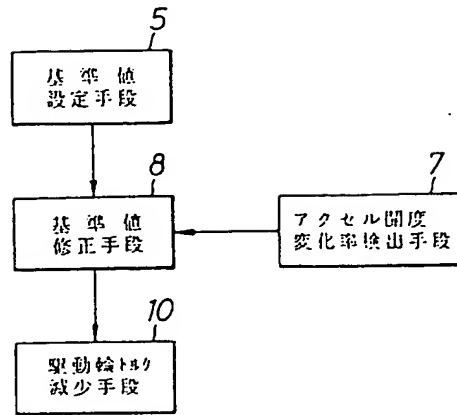 5
基準値
設定手段
8
基準値
修正手段
7
アクセル開度
変化率検出手段
10
駆動輪トルク
減少手段